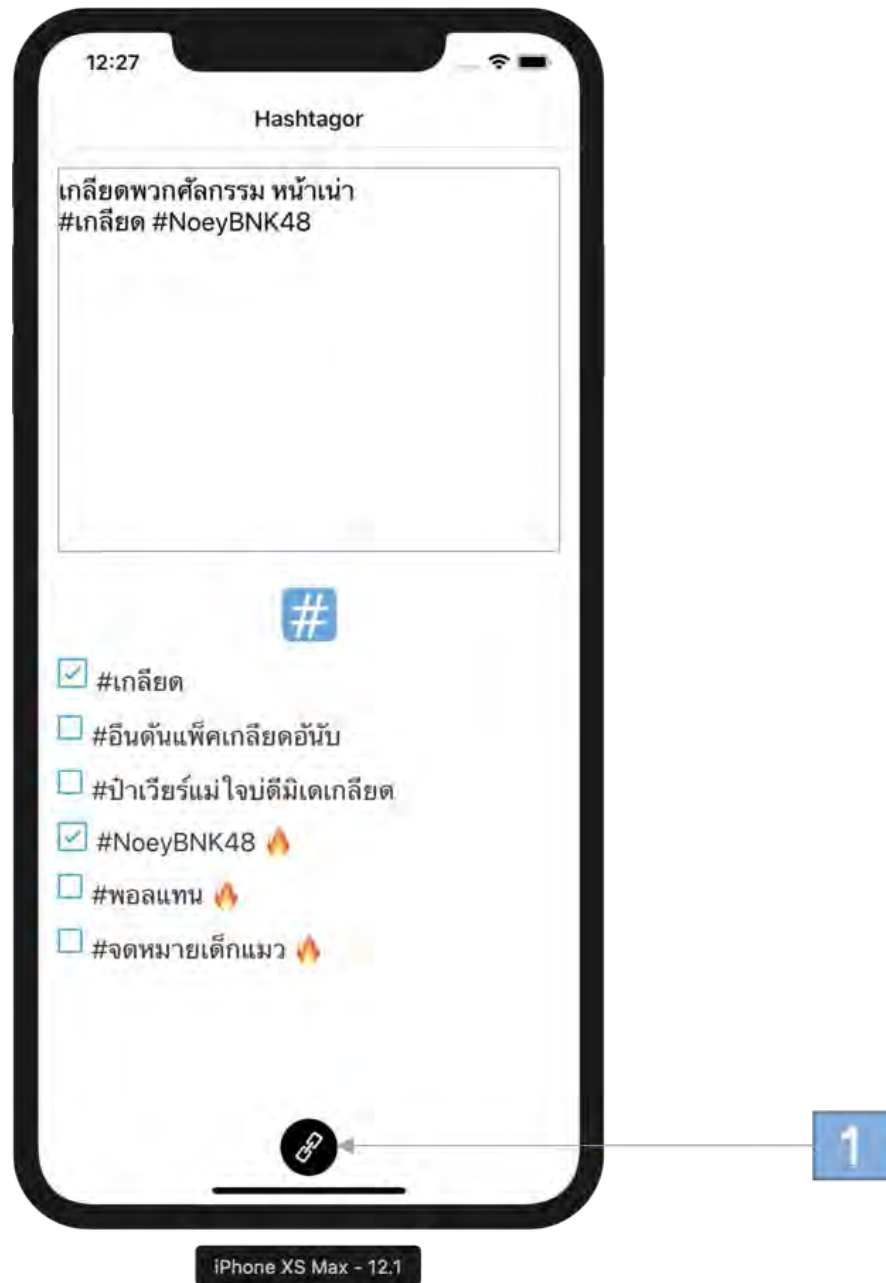 12:27
Hashtagor
เกลียดพวกศัลกรรม หน้าเน่า
#เกลียด #NoeyBNK48
#
#เกลียด
#อึนดันแพ็คเกลียดอันับ
#ป๋าเวียร์แม่ใจบ่ดีมิเดเกลียด
#NoeyBNK48 🔥
#พอลแทน 🔥
#จดหมายเด็กแมว 🔥
1
iPhone XS Max - 12.1